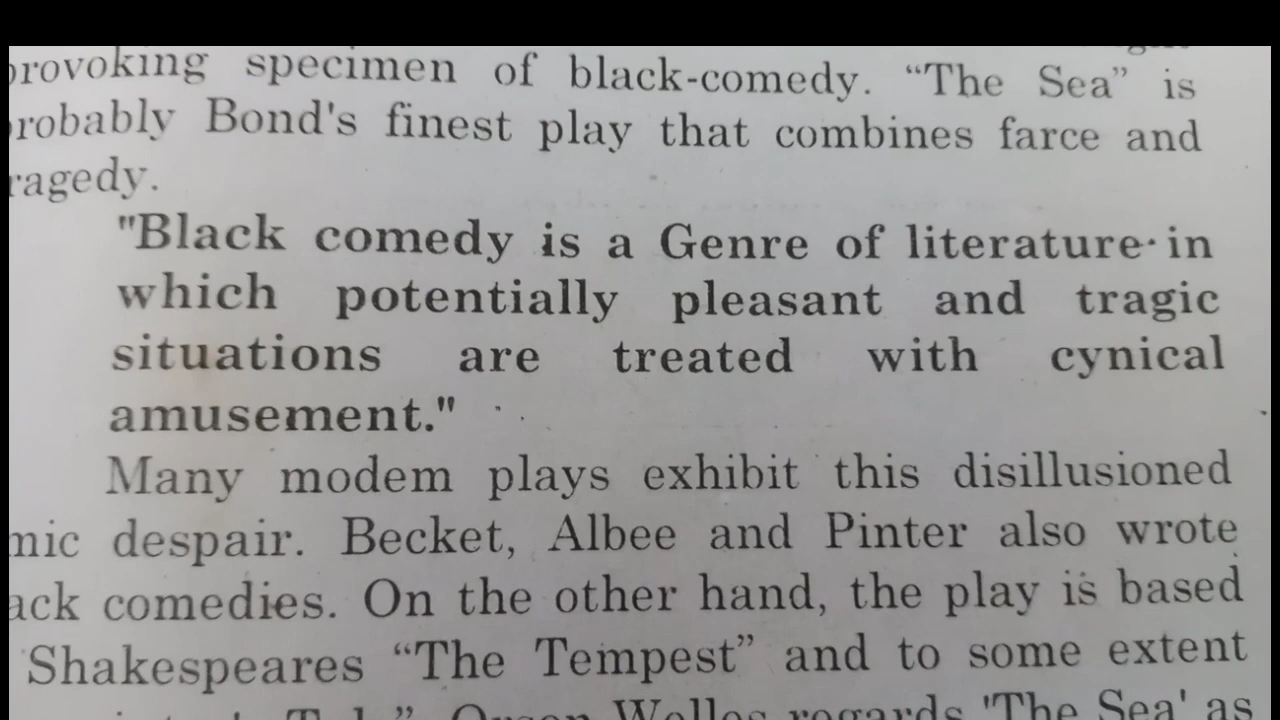 provoking specimen of black-comedy. “The Sea” is
robably Bond's finest play that combines farce and
ragedy.
"Black comedy is a Genre of literature in
which potentially pleasant and tragic
situations are treated with cynical
amusement."
Many modem plays exhibit this disillusioned
mic despair. Becket, Albee and Pinter also wrote
ack comedies. On the other hand, the play is based
Shakespeares “The Tempest” and to some extent
Orson Welles regards 'The Sea' as